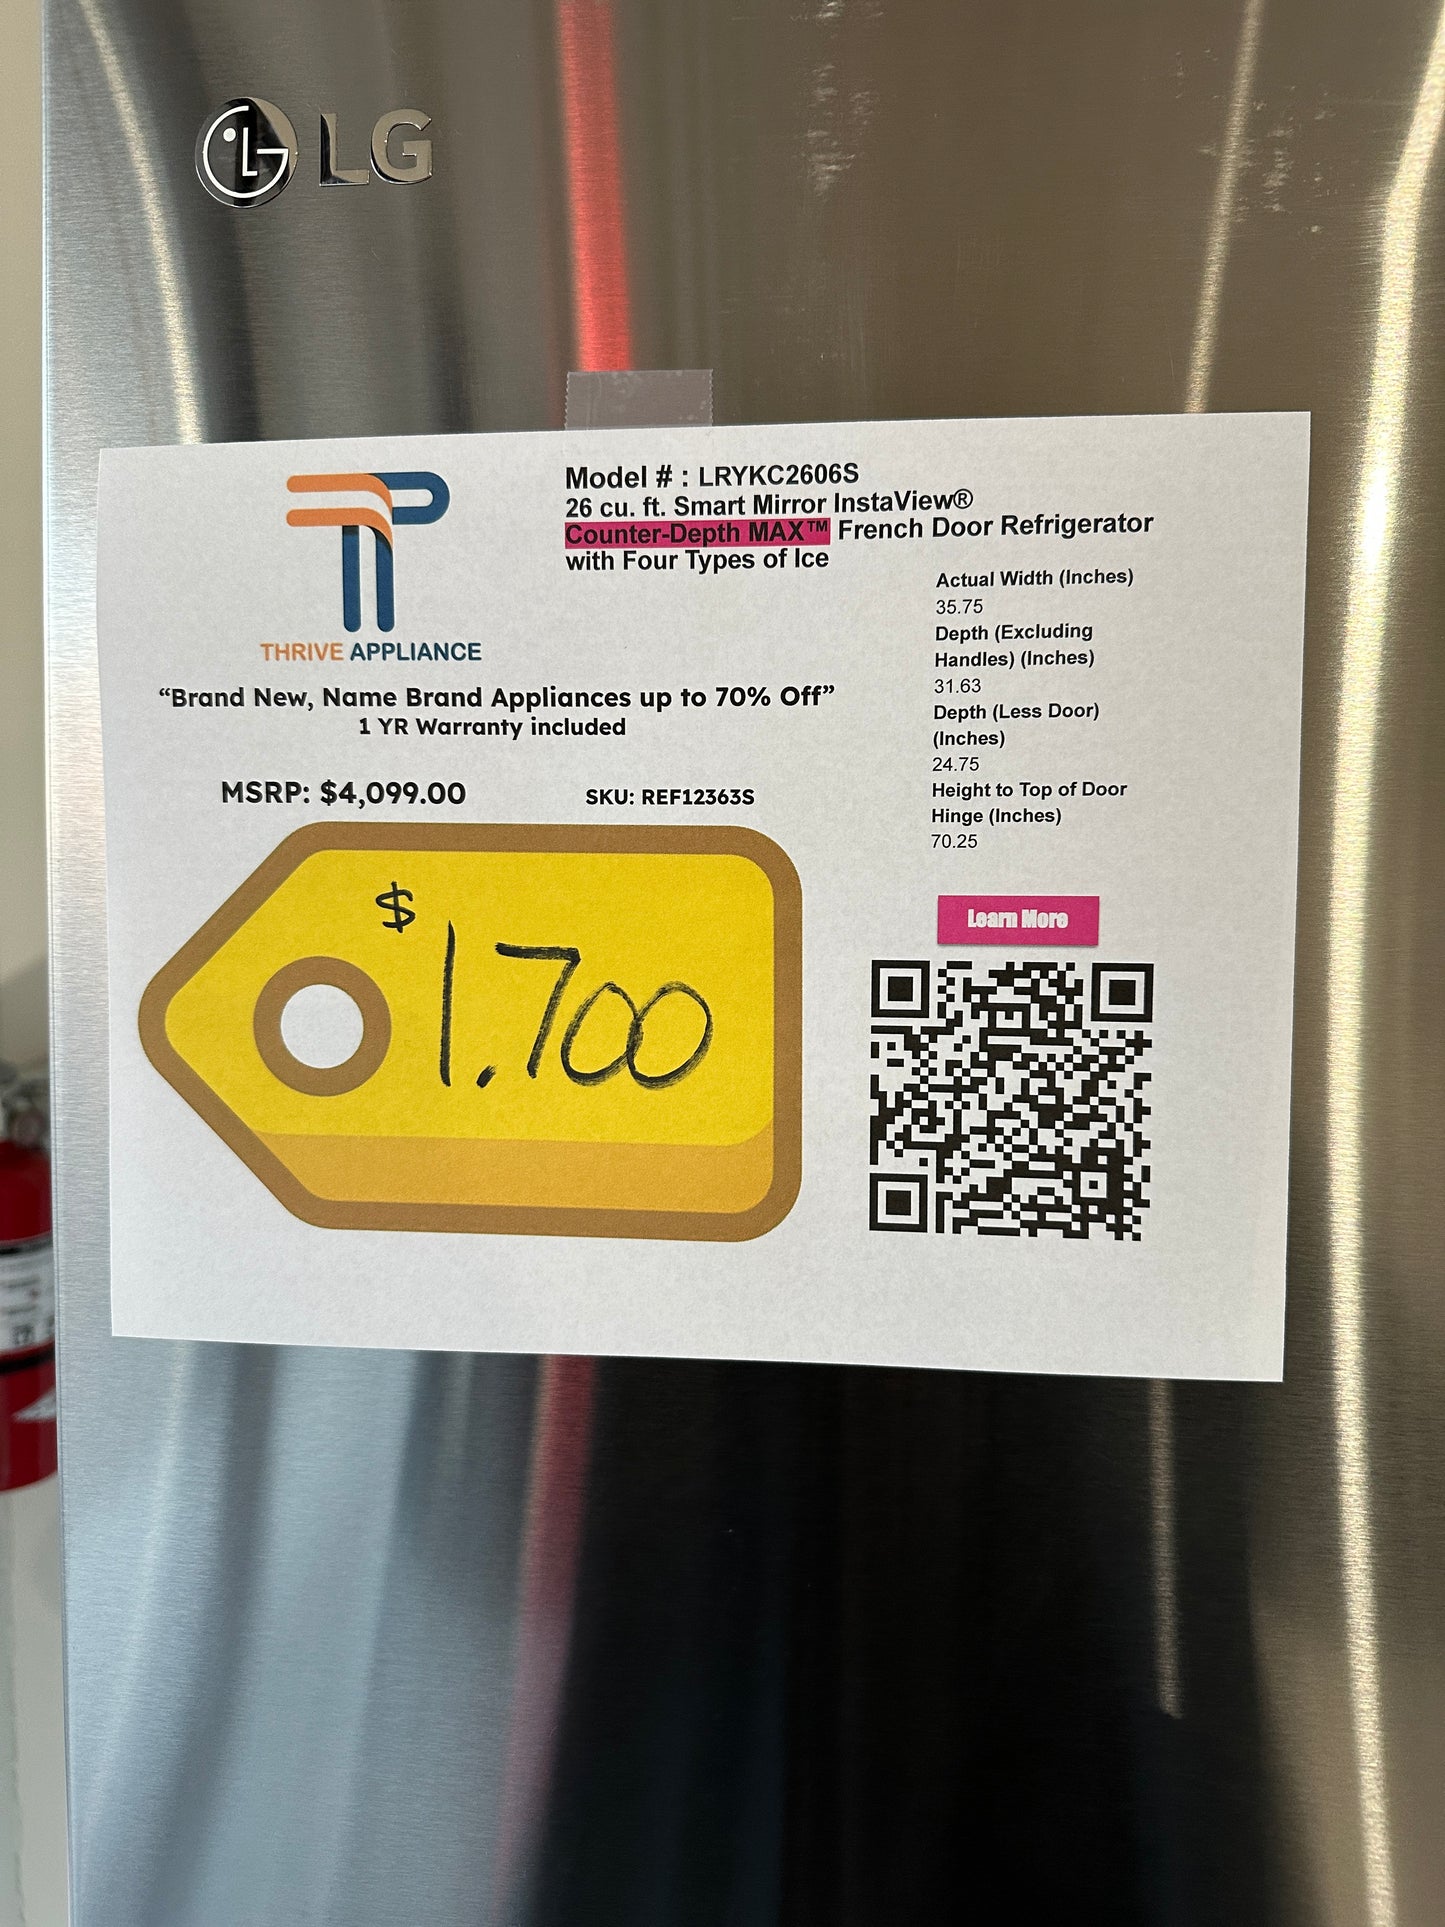 LG
Model # : LRYKC2606S
26 cu. ft. Smart Mirror InstaView®
Counter-Depth MAX™ French Door Refrigerator
with Four Types of Ice
THRIVE APPLIANCE
“Brand New, Name Brand Appliances up to 70% Off”
1 YR Warranty included
MSRP: $4,099.00
SKU: REF12363S
$1,700
Actual Width (Inches)
35.75
Depth (Excluding
Handles) (Inches)
31.63
Depth (Less Door)
(Inches)
24.75
Height to Top of Door
Hinge (Inches)
70.25
Learn More